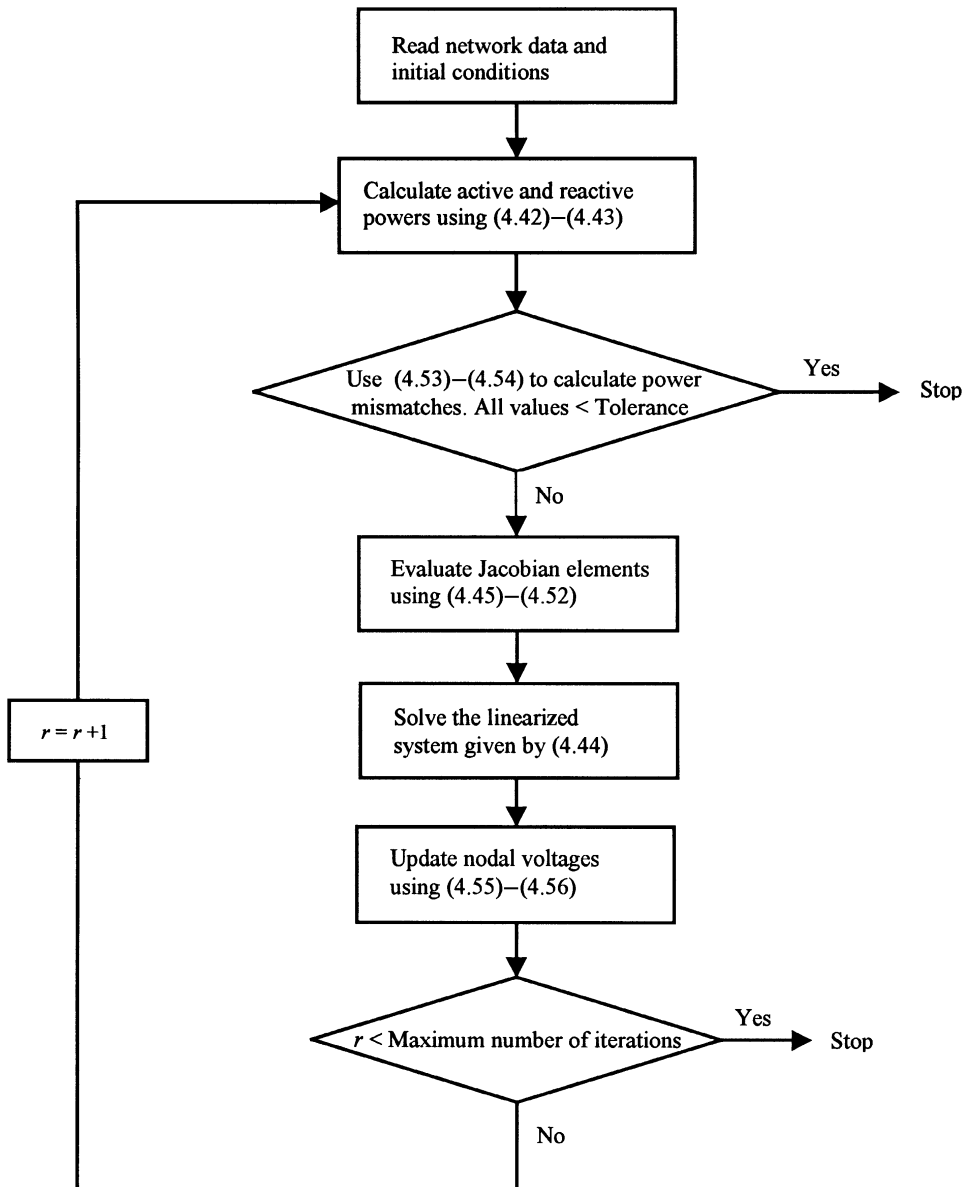 Read network data and
initial conditions
Calculate active and reactive
powers using (4.42)–(4.43)
Use (4.53)–(4.54) to calculate power
mismatches. All values < Tolerance
Yes
Stop
No
Evaluate Jacobian elements
using (4.45)–(4.52)
Solve the linearized
system given by (4.44)
r = r +1
Update nodal voltages
using (4.55)–(4.56)
r < Maximum number of iterations
Yes
Stop
No